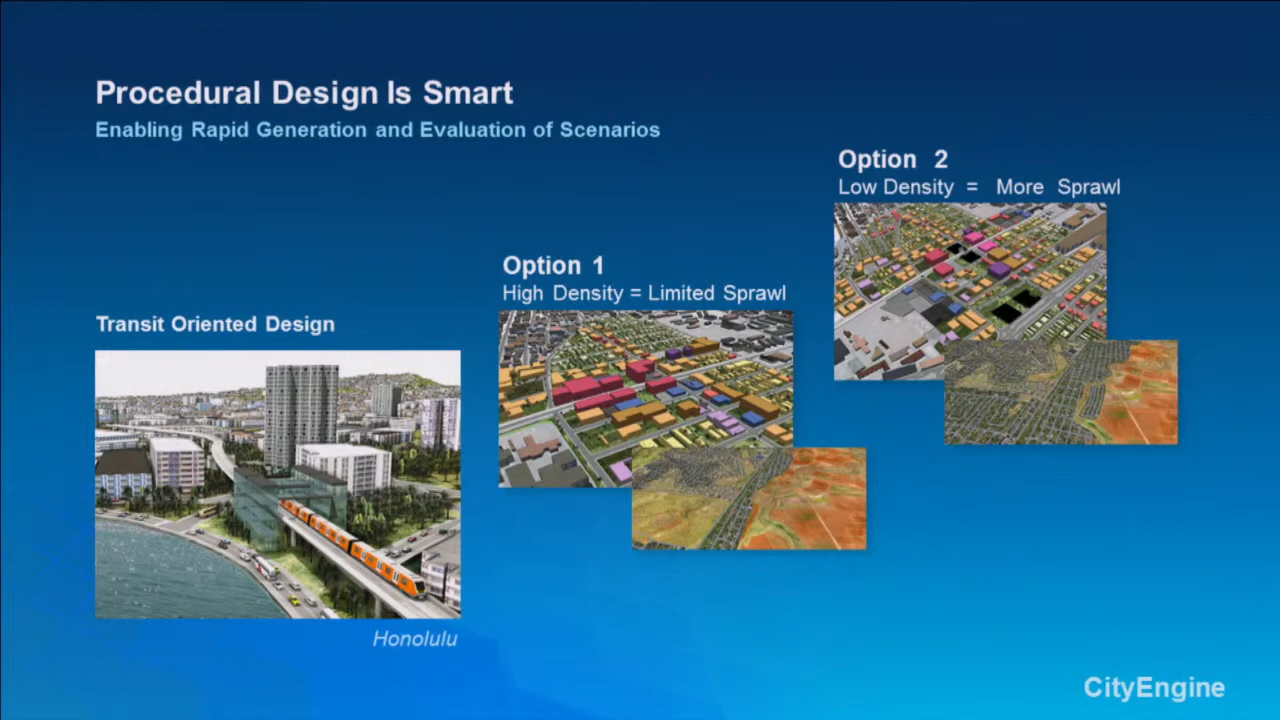 Procedural Design Is Smart
Enabling Rapid Generation and Evaluation of Scenarios
Option 2
Low Density = More Sprawl
Option 1
High Density = Limited Sprawl
Transit Oriented Design
Honolulu
CityEngine